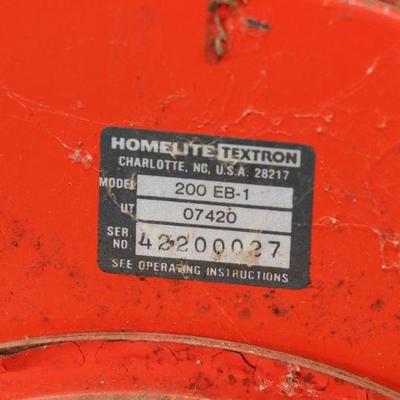 HOMELITE TEXTRON
CHARLOTTE, NC, U.S.A. 28217
MODEL 200 EB-1
UT 07420
SER. NO. 42200027
SEE OPERATING INSTRUCTIONS